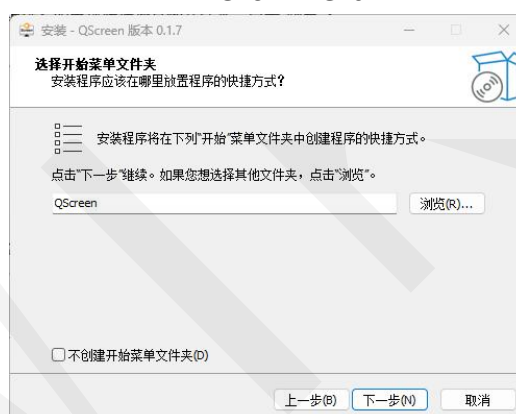 安装 - QScreen 版本 0.1.7
选择开始菜单文件夹
安装程序应该在哪里放置程序的快捷方式?
安装程序将在下列"开始"菜单文件夹中创建程序的快捷方式。
点击"下一步"继续。如果您想选择其他文件夹，点击"浏览"。
QScreen 浏览(R)...
不创建开始菜单文件夹(D)
上一步(B) 下一步(N) 取消